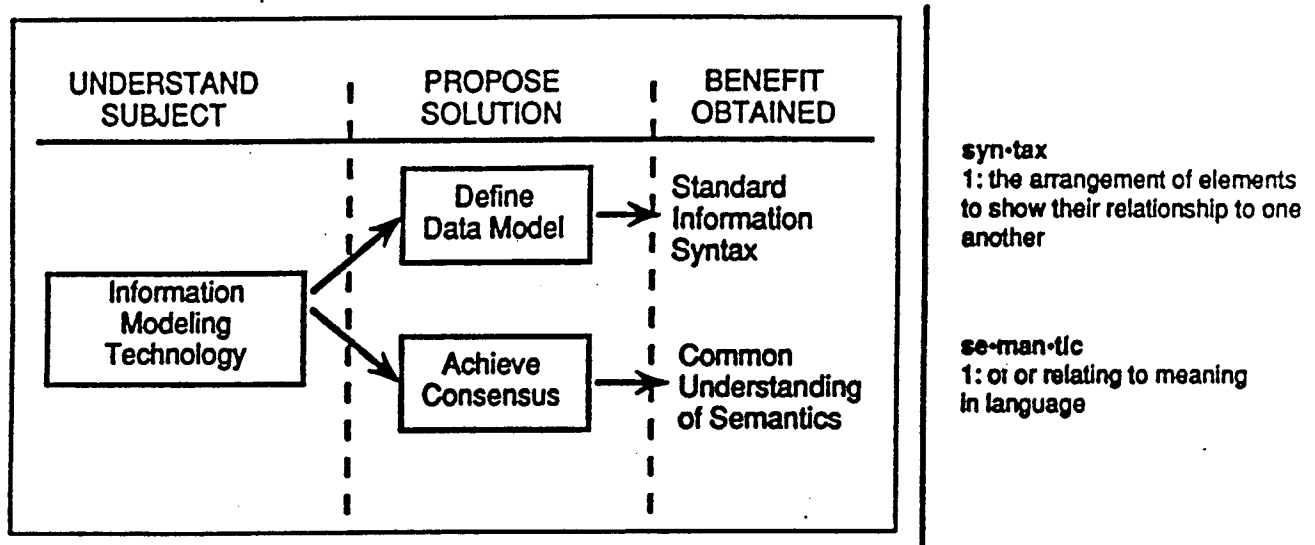 UNDERSTAND
SUBJECT
PROPOSE
SOLUTION
BENEFIT
OBTAINED
Information
Modeling
Technology
Define
Data Model
Standard
Information
Syntax
Achieve
Consensus
Common
Understanding
of Semantics
syn•tax
1: the arrangement of elements
to show their relationship to one
another
se•man•tic
1: of or relating to meaning
in language